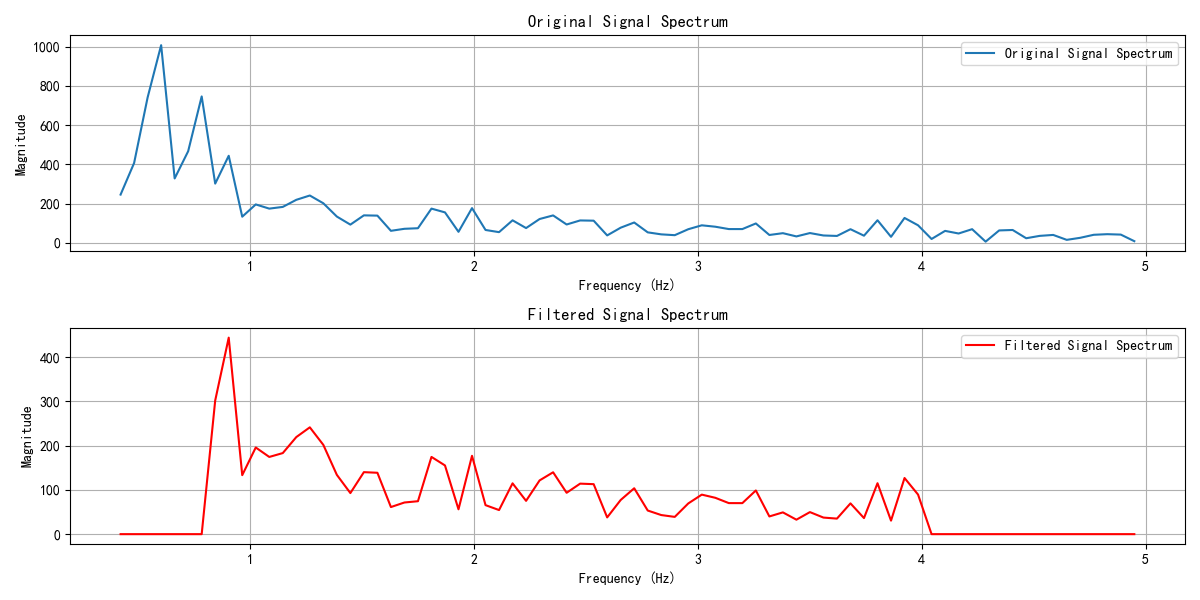 Original Signal Spectrum
1000
800
600
400
200
0
Magnitude
Original Signal Spectrum
1
2
3
4
5
Frequency (Hz)
Filtered Signal Spectrum
400
300
200
100
0
Magnitude
Filtered Signal Spectrum
1
2
3
4
5
Frequency (Hz)